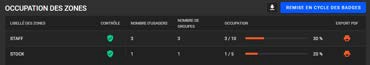 OCCUPATION DES ZONES
REMISE EN CYCLE DES BADGES
LIBELLÉ DES ZONES CONTRÔLE NOMBRE D'USAGERS NOMBRE DE GROUPES OCCUPATION EXPORT PDF
STAFF 3 3 3 / 10 30 %
STOCK 1 1 1 / 5 20 %